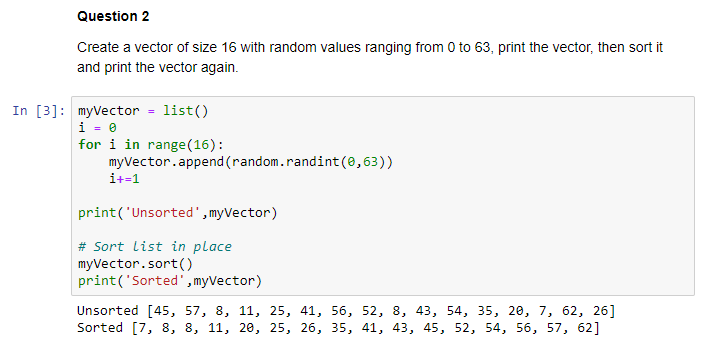 Question 2
Create a vector of size 16 with random values ranging from 0 to 63, print the vector, then sort it
and print the vector again.
In [3]: myVector = list()
i = 0
for i in range(16):
    myVector.append(random.randint(0,63))
    i+=1
print('Unsorted',myVector)
# Sort list in place
myVector.sort()
print('Sorted',myVector)
Unsorted [45, 57, 8, 11, 25, 41, 56, 52, 8, 43, 54, 35, 20, 7, 62, 26]
Sorted [7, 8, 8, 11, 20, 25, 26, 35, 41, 43, 45, 52, 54, 56, 57, 62]